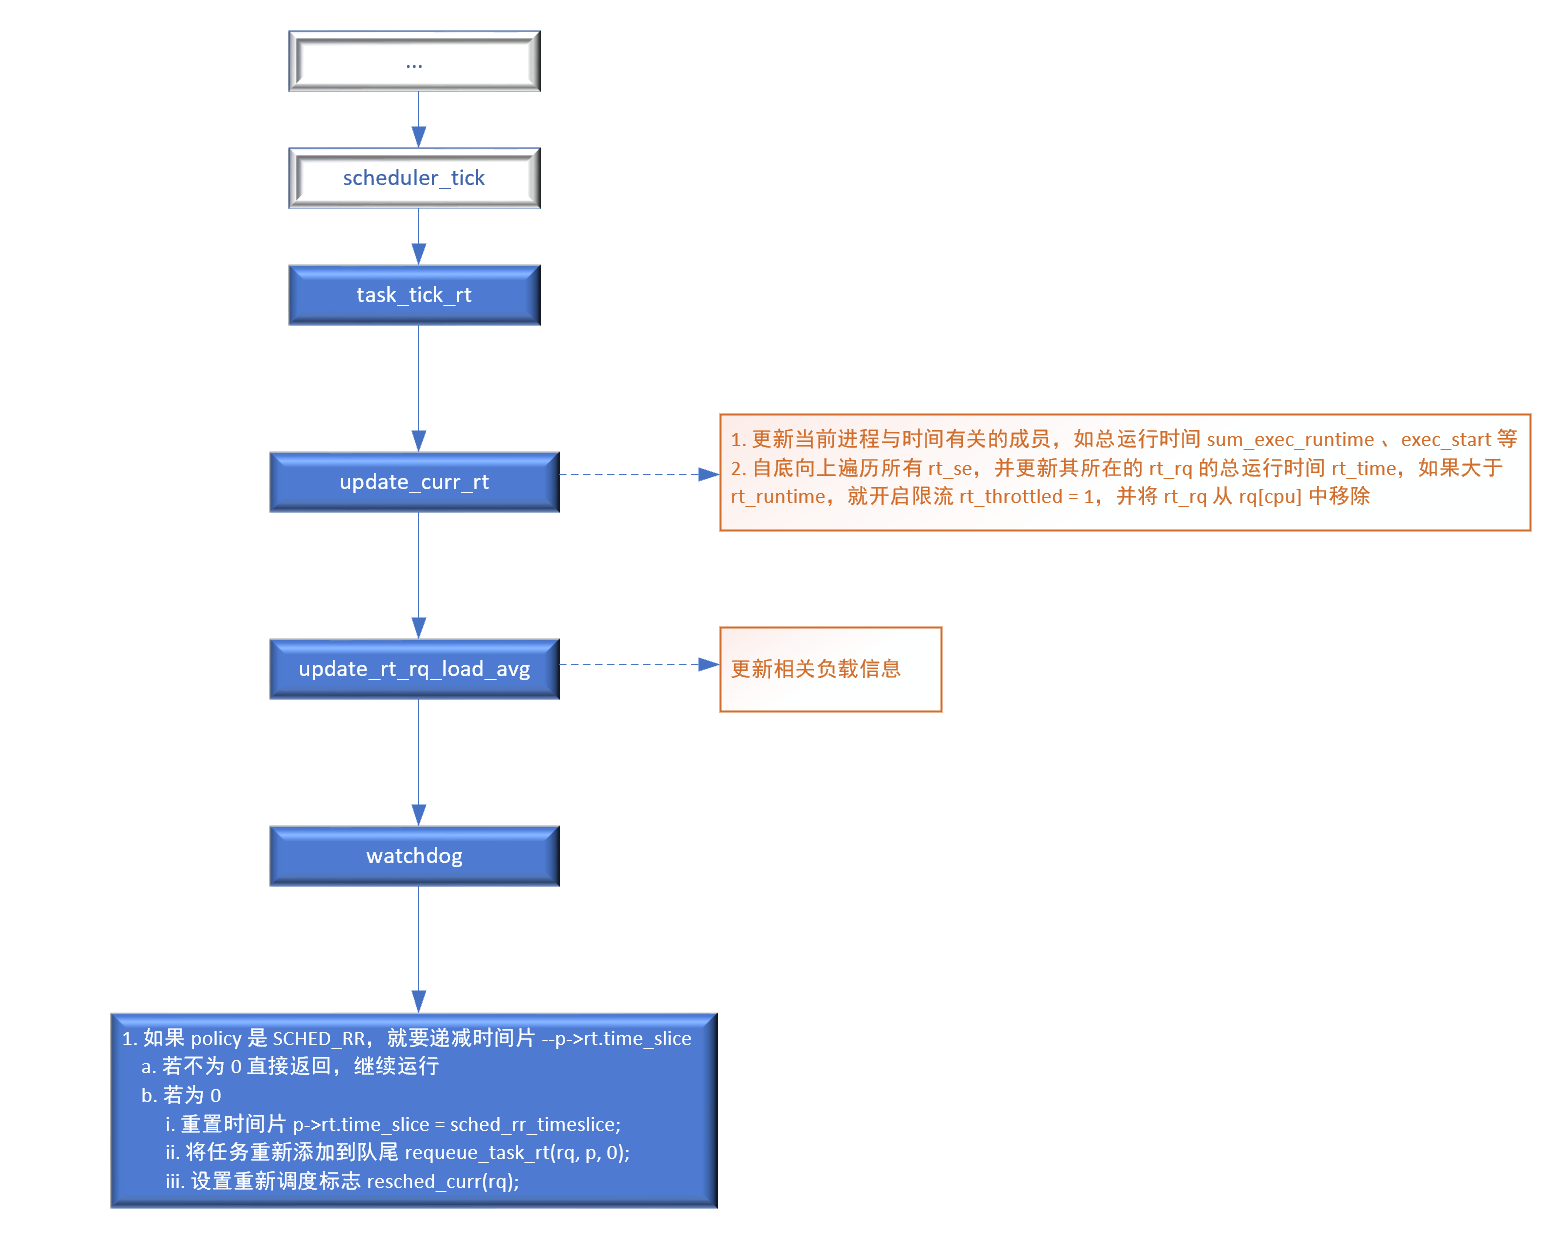 ...
scheduler_tick
task_tick_rt
update_curr_rt
1. 更新当前进程与时间有关的成员，如总运行时间 sum_exec_runtime 、exec_start 等
2. 自底向上遍历所有 rt_se，并更新其所在的 rt_rq 的总运行时间 rt_time，如果大于
rt_runtime，就开启限流 rt_throttled = 1，并将 rt_rq 从 rq[cpu] 中移除
update_rt_rq_load_avg
更新相关负载信息
watchdog
1. 如果 policy 是 SCHED_RR，就要递减时间片 --p->rt.time_slice
a. 若不为 0 直接返回，继续运行
b. 若为 0
i. 重置时间片 p->rt.time_slice = sched_rr_timeslice;
ii. 将任务重新添加到队尾 requeue_task_rt(rq, p, 0);
iii. 设置重新调度标志 resched_curr(rq);